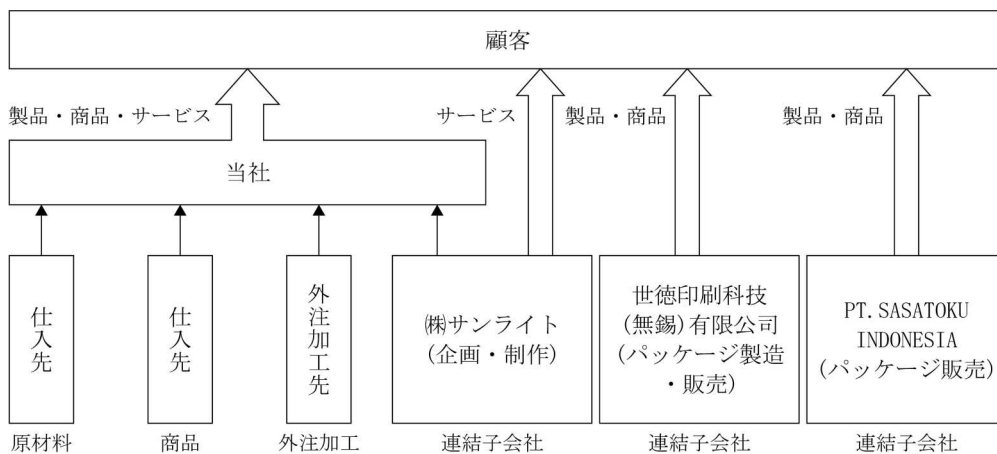 顧客
製品・商品・サービス
サービス
製品・商品
製品・商品
当社
仕入先
仕入先
外注加工先
㈱サンライト
(企画・制作)
世徳印刷科技
(無錫)有限公司
(パッケージ製造
・販売)
PT.SASATOKU
INDONESIA
(パッケージ販売)
原材料
商品
外注加工
連結子会社
連結子会社
連結子会社